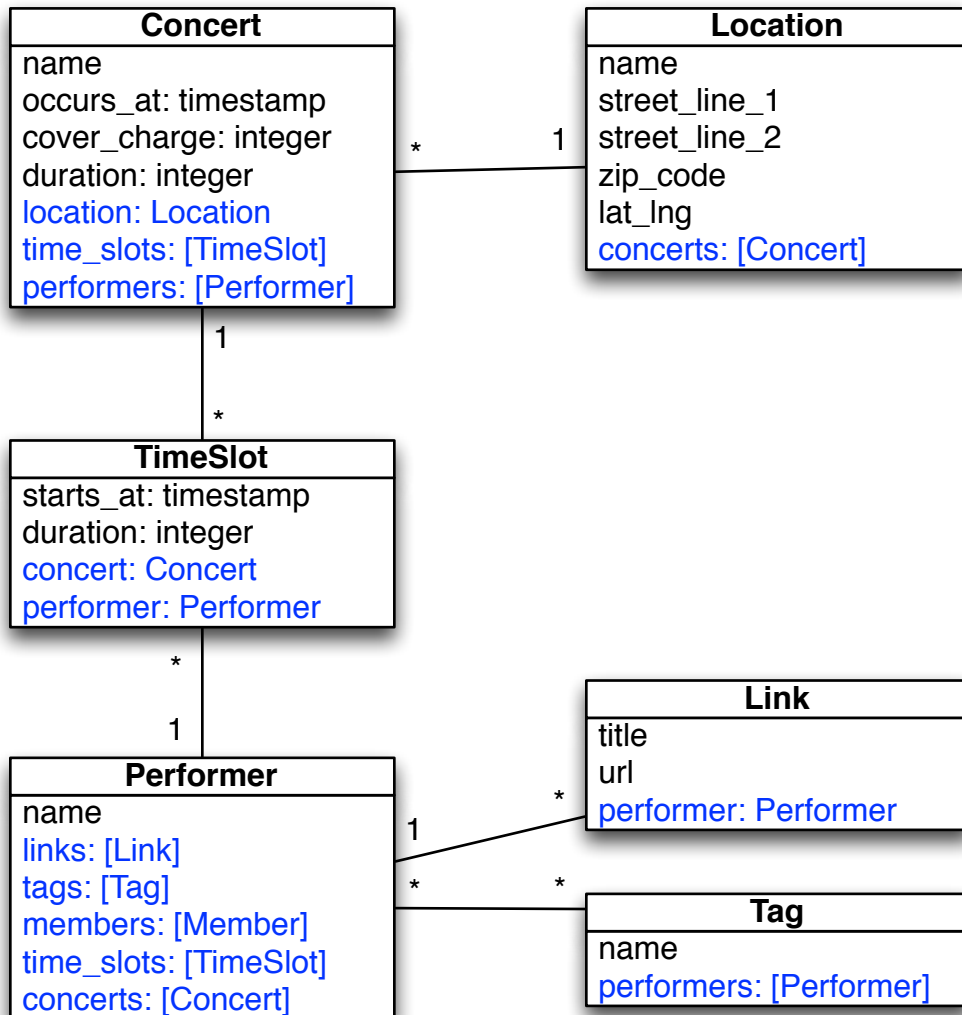 Concert
name
occurs_at: timestamp
cover_charge: integer
duration: integer
location: Location
time_slots: [TimeSlot]
performers: [Performer]
*
1
Location
name
street_line_1
street_line_2
zip_code
lat_lng
concerts: [Concert]
1
*
TimeSlot
starts_at: timestamp
duration: integer
concert: Concert
performer: Performer
*
1
Performer
name
links: [Link]
tags: [Tag]
members: [Member]
time_slots: [TimeSlot]
concerts: [Concert]
1
*
*
*
Link
title
url
performer: Performer
Tag
name
performers: [Performer]